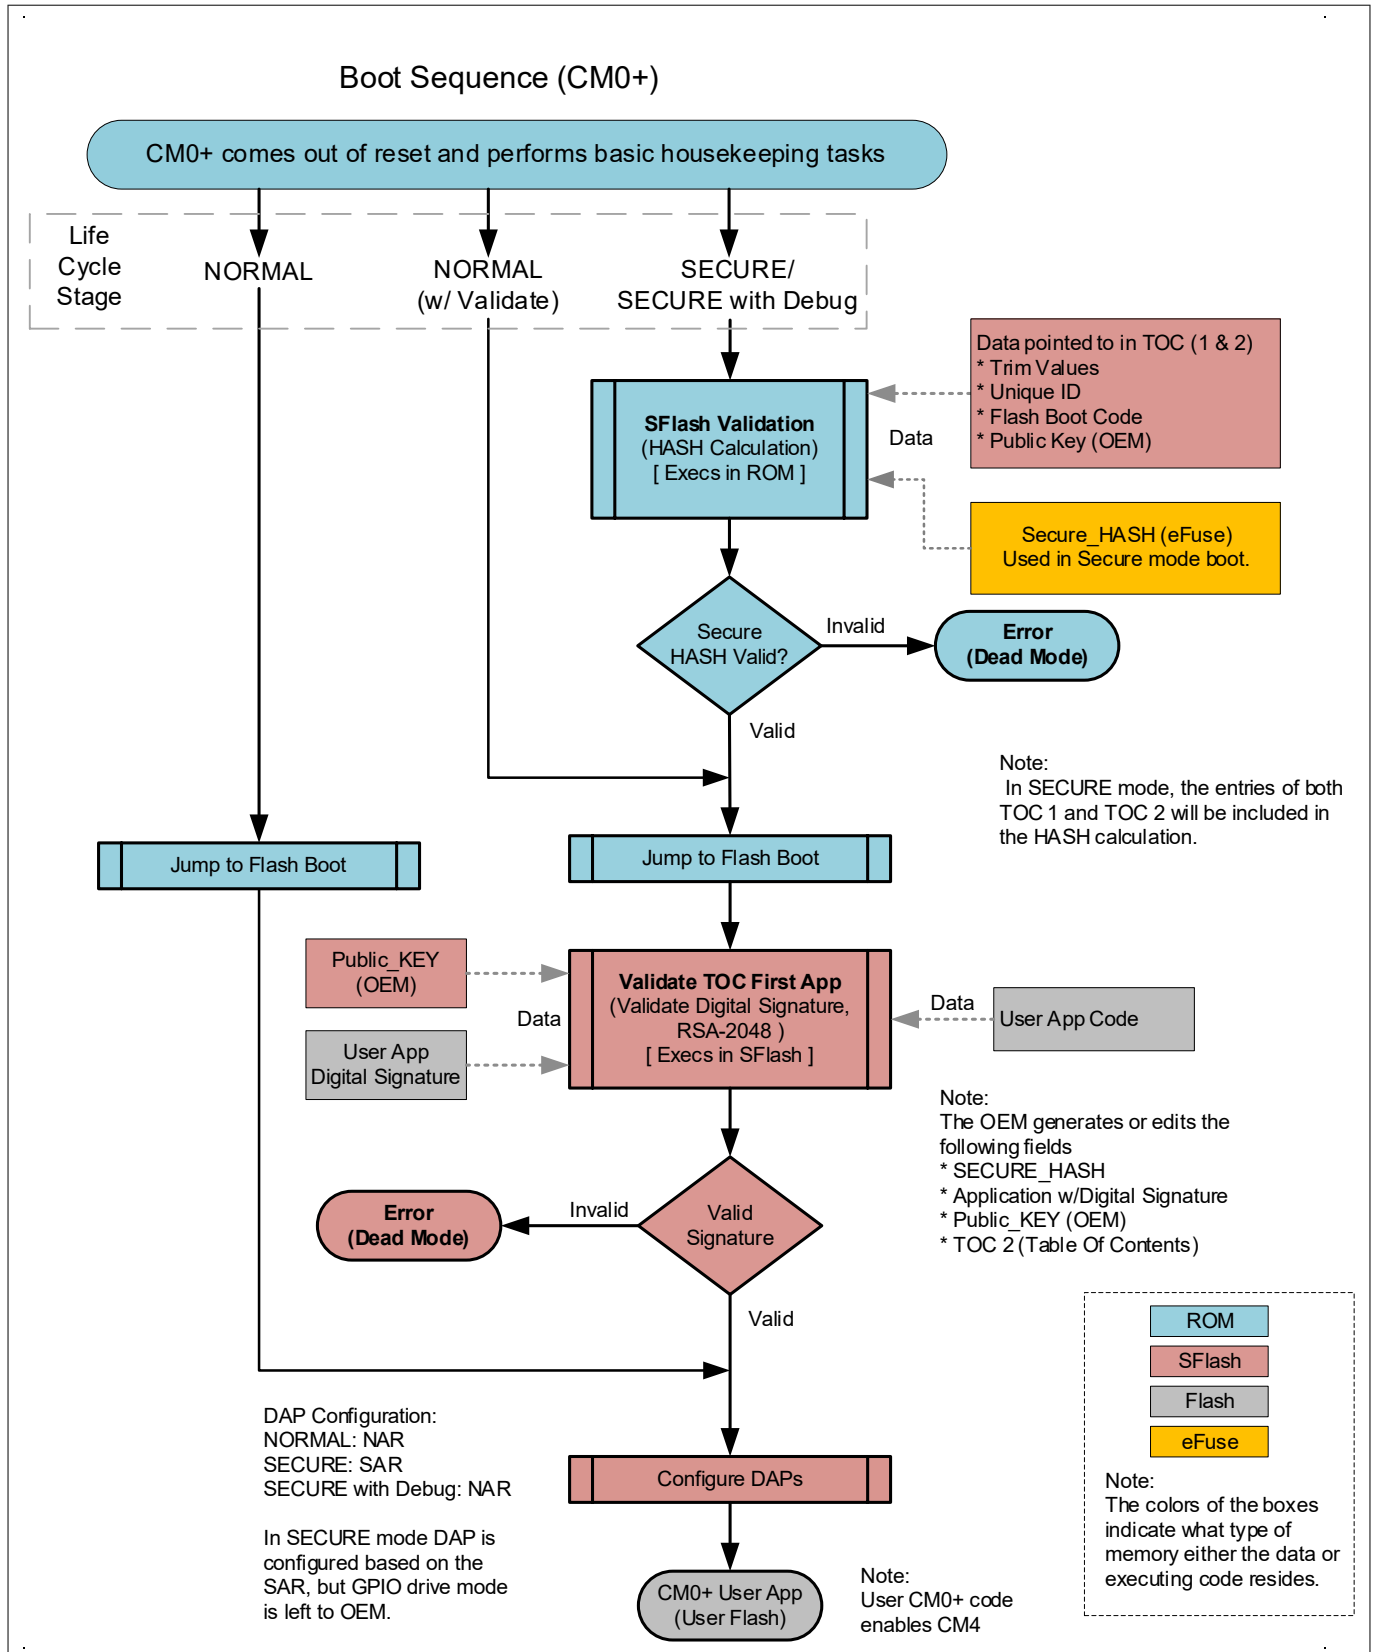 Boot Sequence (CM0+)
CM0+ comes out of reset and performs basic housekeeping tasks
Life
Cycle
Stage
NORMAL
NORMAL
(w/ Validate)
SECURE/
SECURE with Debug
Data pointed to in TOC (1 & 2)
* Trim Values
* Unique ID
* Flash Boot Code
* Public Key (OEM)
SFlash Validation
(HASH Calculation)
[ Execs in ROM ]
Data
Secure_HASH (eFuse)
Used in Secure mode boot.
Secure
HASH Valid?
Invalid
Error
(Dead Mode)
Valid
Note:
In SECURE mode, the entries of both
TOC 1 and TOC 2 will be included in
the HASH calculation.
Jump to Flash Boot
Jump to Flash Boot
Public_KEY
(OEM)
Data
User App
Digital Signature
Validate TOC First App
(Validate Digital Signature,
RSA-2048 )
[ Execs in SFlash ]
Data
User App Code
Note:
The OEM generates or edits the
following fields
* SECURE_HASH
* Application w/Digital Signature
* Public_KEY (OEM)
* TOC 2 (Table Of Contents)
Error
(Dead Mode)
Invalid
Valid
Signature
Valid
ROM
SFlash
Flash
eFuse
Note:
The colors of the boxes
indicate what type of
memory either the data or
executing code resides.
DAP Configuration:
NORMAL: NAR
SECURE: SAR
SECURE with Debug: NAR
In SECURE mode DAP is
configured based on the
SAR, but GPIO drive mode
is left to OEM.
Configure DAPs
CM0+ User App
(User Flash)
Note:
User CM0+ code
enables CM4